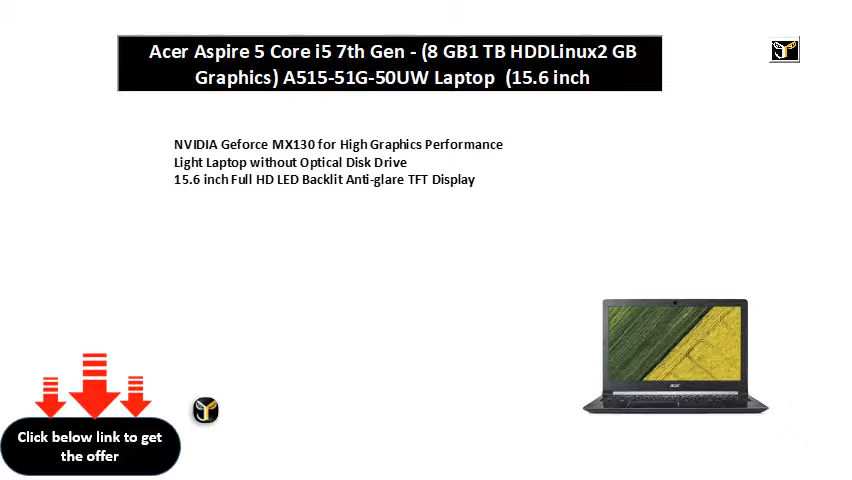 Acer Aspire 5 Core i5 7th Gen - (8 GB1 TB HDDLinux2 GB
Graphics) A515-51G-50UW Laptop (15.6 inch
NVIDIA Geforce MX130 for High Graphics Performance
Light Laptop without Optical Disk Drive
15.6 inch Full HD LED Backlit Anti-glare TFT Display
acer
Click below link to get
the offer